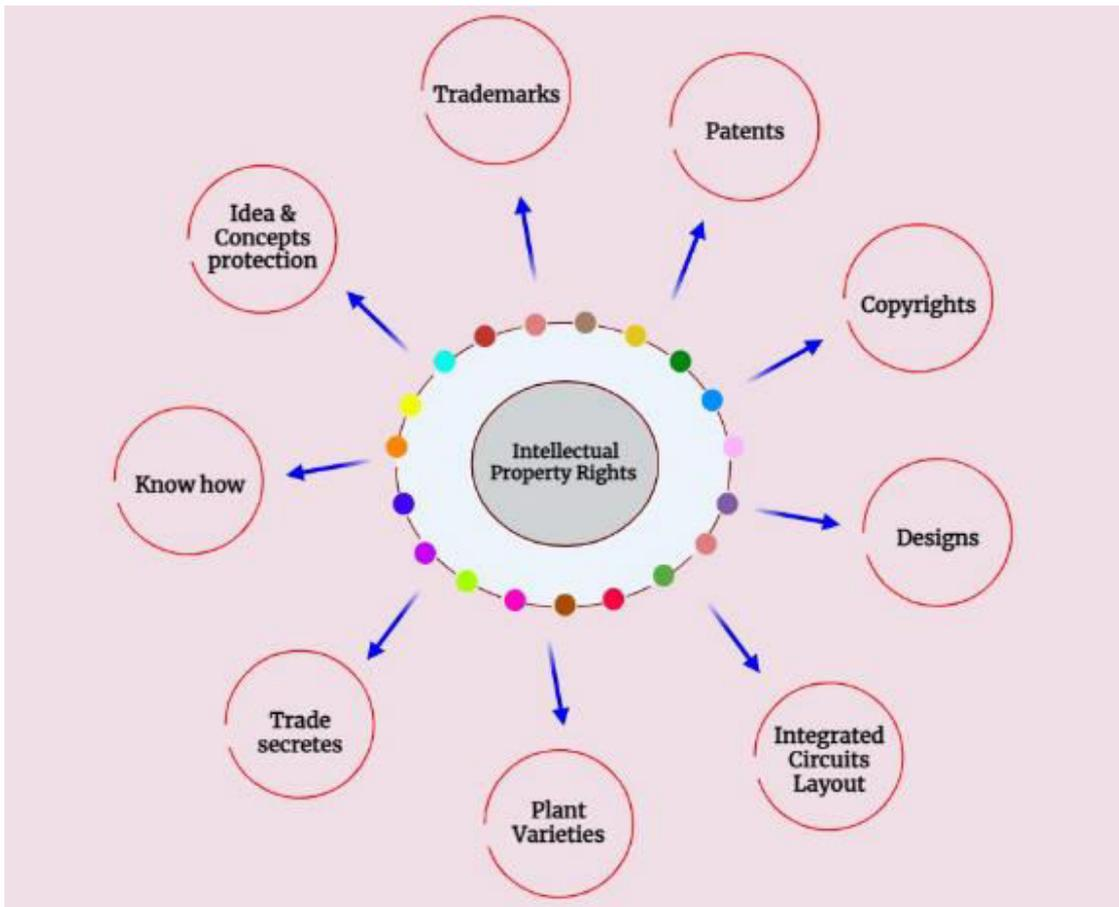 Trademarks
Patents
Idea &
Concepts
protection
Copyrights
Intellectual
Property Rights
Know how
Designs
Trade
secretes
Integrated
Circuits
Layout
Plant
Varieties